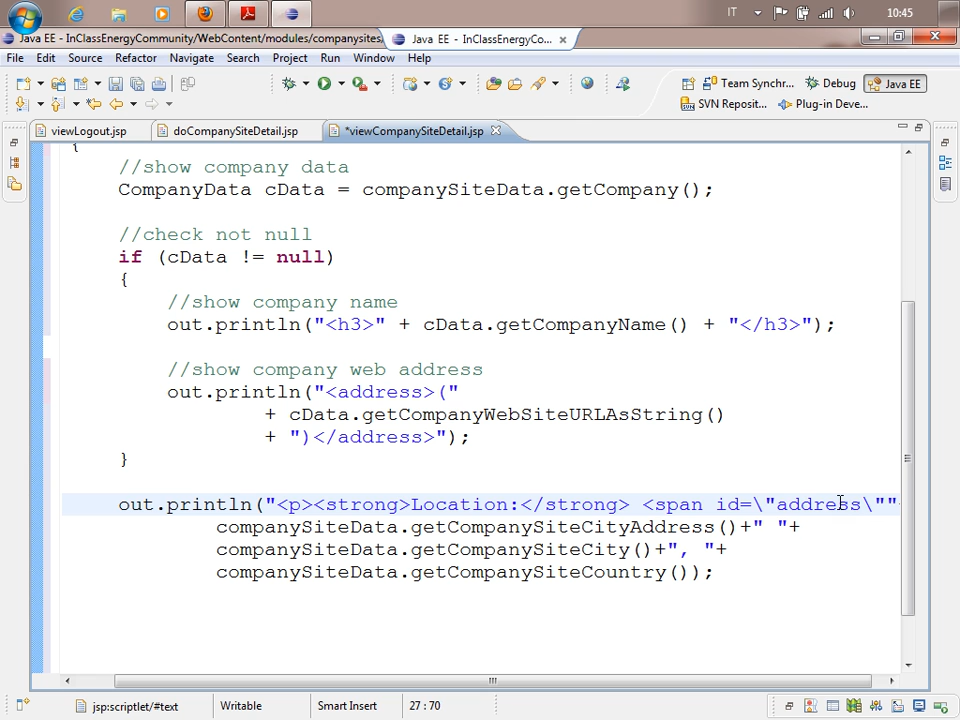 IT 10:45
Java EE - InClassEnergyCommunity/WebContent/modules/companysites
Java EE - InClassEnergyCo...
File Edit Source Refactor Navigate Search Project Run Window Help
Team Synchr... Debug Java EE
SVN Reposit... Plug-in Deve...
viewLogout.jsp doCompanySiteDetail.jsp *viewCompanySiteDetail.jsp
{
//show company data
CompanyData cData = companySiteData.getCompany();
//check not null
if (cData != null)
{
//show company name
out.println("<h3>" + cData.getCompanyName() + "</h3>");
//show company web address
out.println("<address>("
+ cData.getCompanyWebSiteURLAsString()
+ ")</address>");
}
out.println("<p><strong>Location:</strong> <span id=\"address\""
companySiteData.getCompanySiteCityAddress()+" "+
companySiteData.getCompanySiteCity()+", "+
companySiteData.getCompanySiteCountry());
jsp:scriptlet/#text Writable Smart Insert 27 : 70